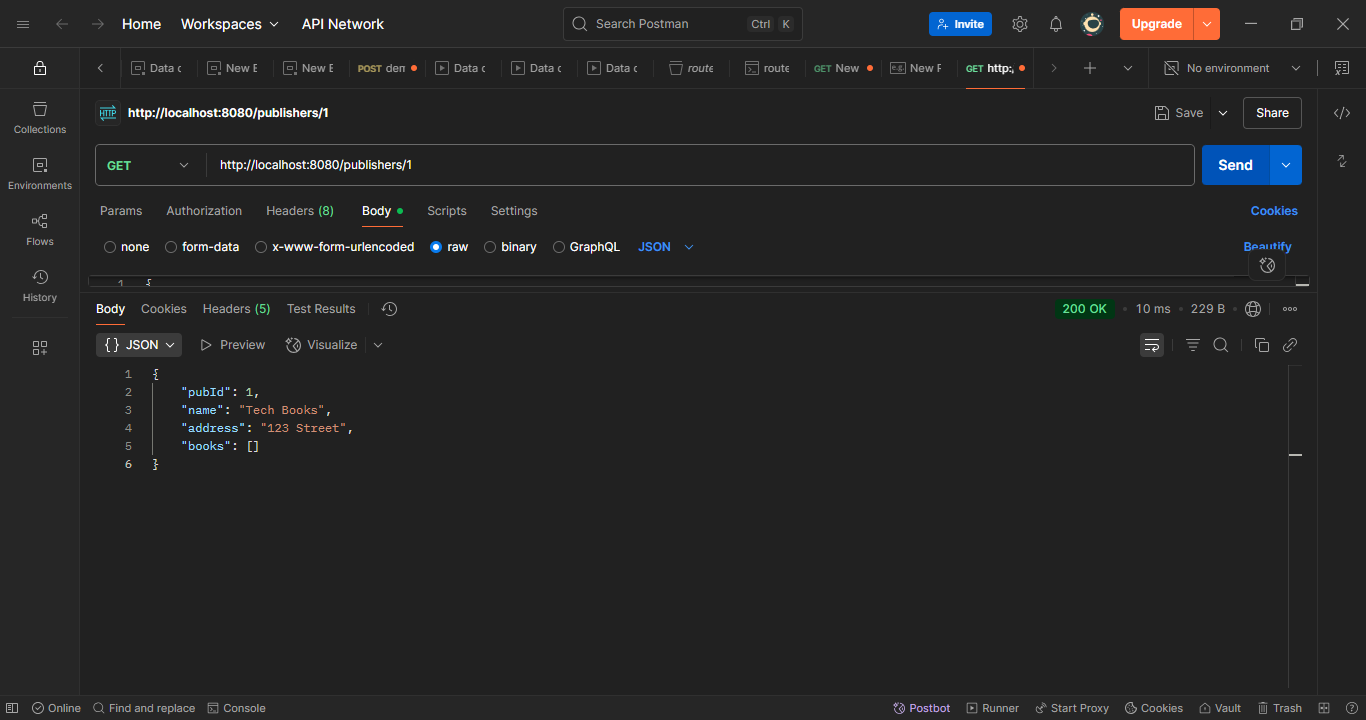 Home Workspaces API Network Search Postman Ctrl K Invite Upgrade
Data c New E New E POST den Data c Data c Data c route route GET New New F GET http:, No environment
HTTP http://localhost:8080/publishers/1 Save Share
GET http://localhost:8080/publishers/1 Send
Params Authorization Headers (8) Body Scripts Settings Cookies
none form-data x-www-form-urlencoded raw binary GraphQL JSON Beautify
1 {
Body Cookies Headers (5) Test Results 200 OK 10 ms 229 B
{ } JSON Preview Visualize
1 {
2 "pubId": 1,
3 "name": "Tech Books",
4 "address": "123 Street",
5 "books": []
6 }
Collections
Environments
Flows
History
Online Find and replace Console Postbot Runner Start Proxy Cookies Vault Trash